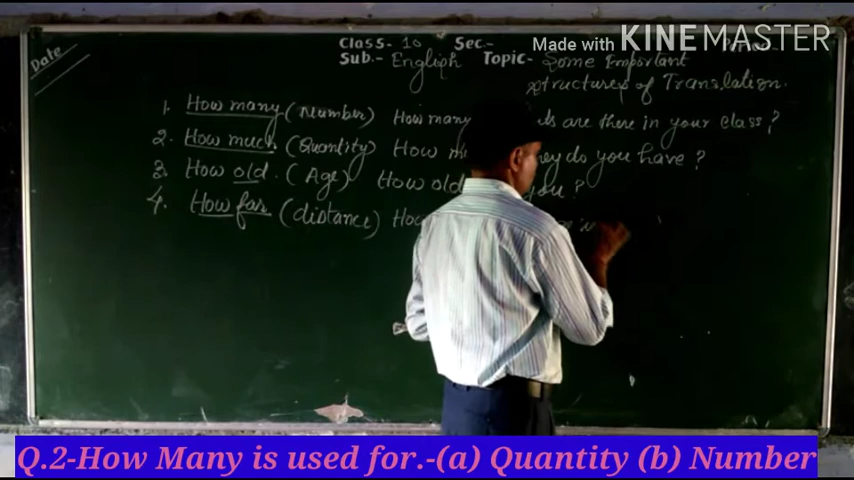 Made with KINEMASTER
Date
Class- 10 Sec.-
Sub.- English Topic- Some Important
structures of Translation.
1. How many (Number) How many are there in your class?
2. How much (Quantity) How do you have?
3. How old. (Age) How old you?
4. How far (distance)
Q.2-How Many is used for.-(a) Quantity (b) Number